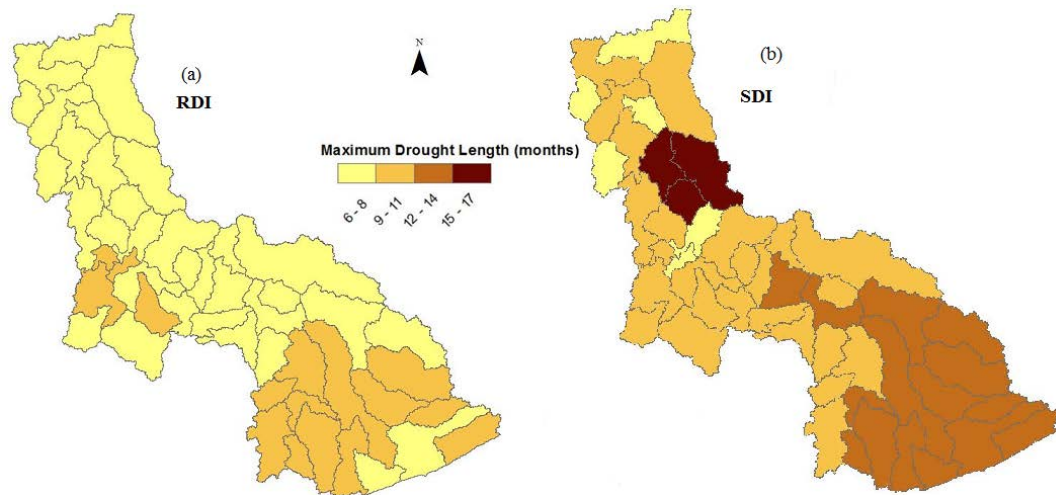 N
(a)
RDI
(b)
SDI
Maximum Drought Length (months)
6 - 8
9 - 11
12 - 14
15 - 17